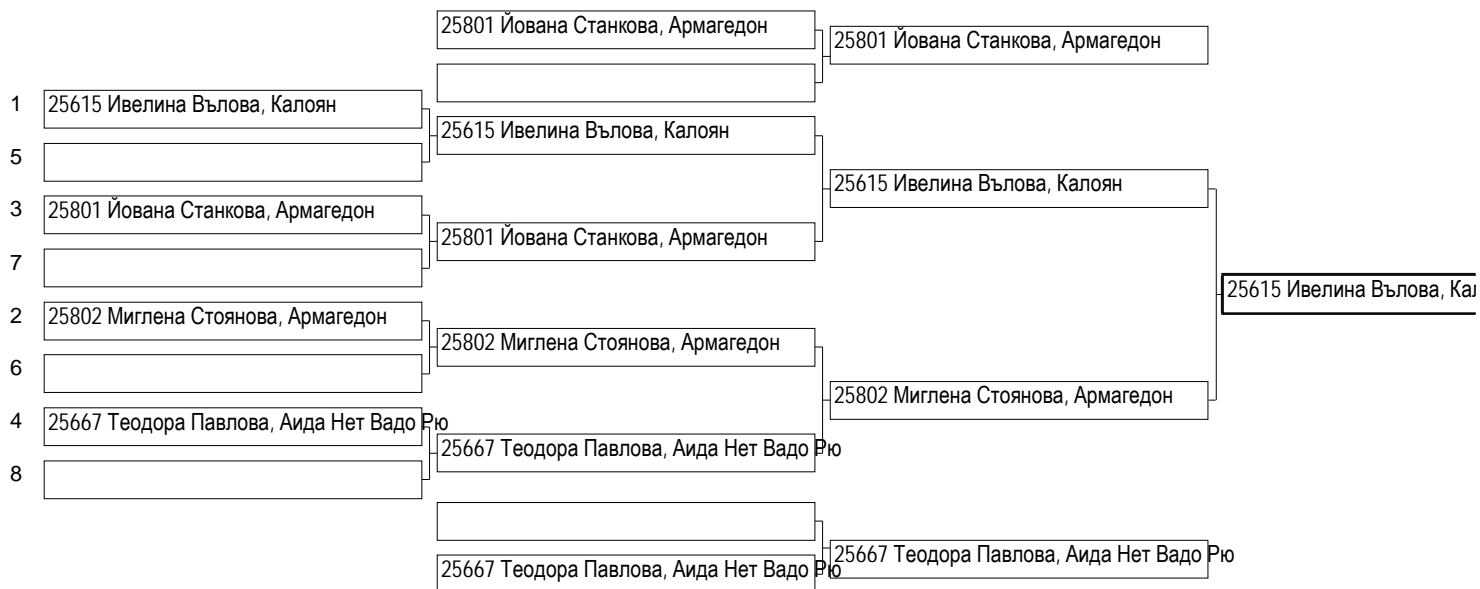 25801 Йована Станкова, Армагедон
25801 Йована Станкова, Армагедон
1 25615 Ивелина Вълова, Калоян
25615 Ивелина Вълова, Калоян
5
25615 Ивелина Вълова, Калоян
3 25801 Йована Станкова, Армагедон
25801 Йована Станкова, Армагедон
7
25615 Ивелина Вълова, Кал
2 25802 Миглена Стоянова, Армагедон
25802 Миглена Стоянова, Армагедон
6
25802 Миглена Стоянова, Армагедон
4 25667 Теодора Павлова, Аида Нет Вадо Рю
25667 Теодора Павлова, Аида Нет Вадо Рю
8
25667 Теодора Павлова, Аида Нет Вадо Рю
25667 Теодора Павлова, Аида Нет Вадо Рю